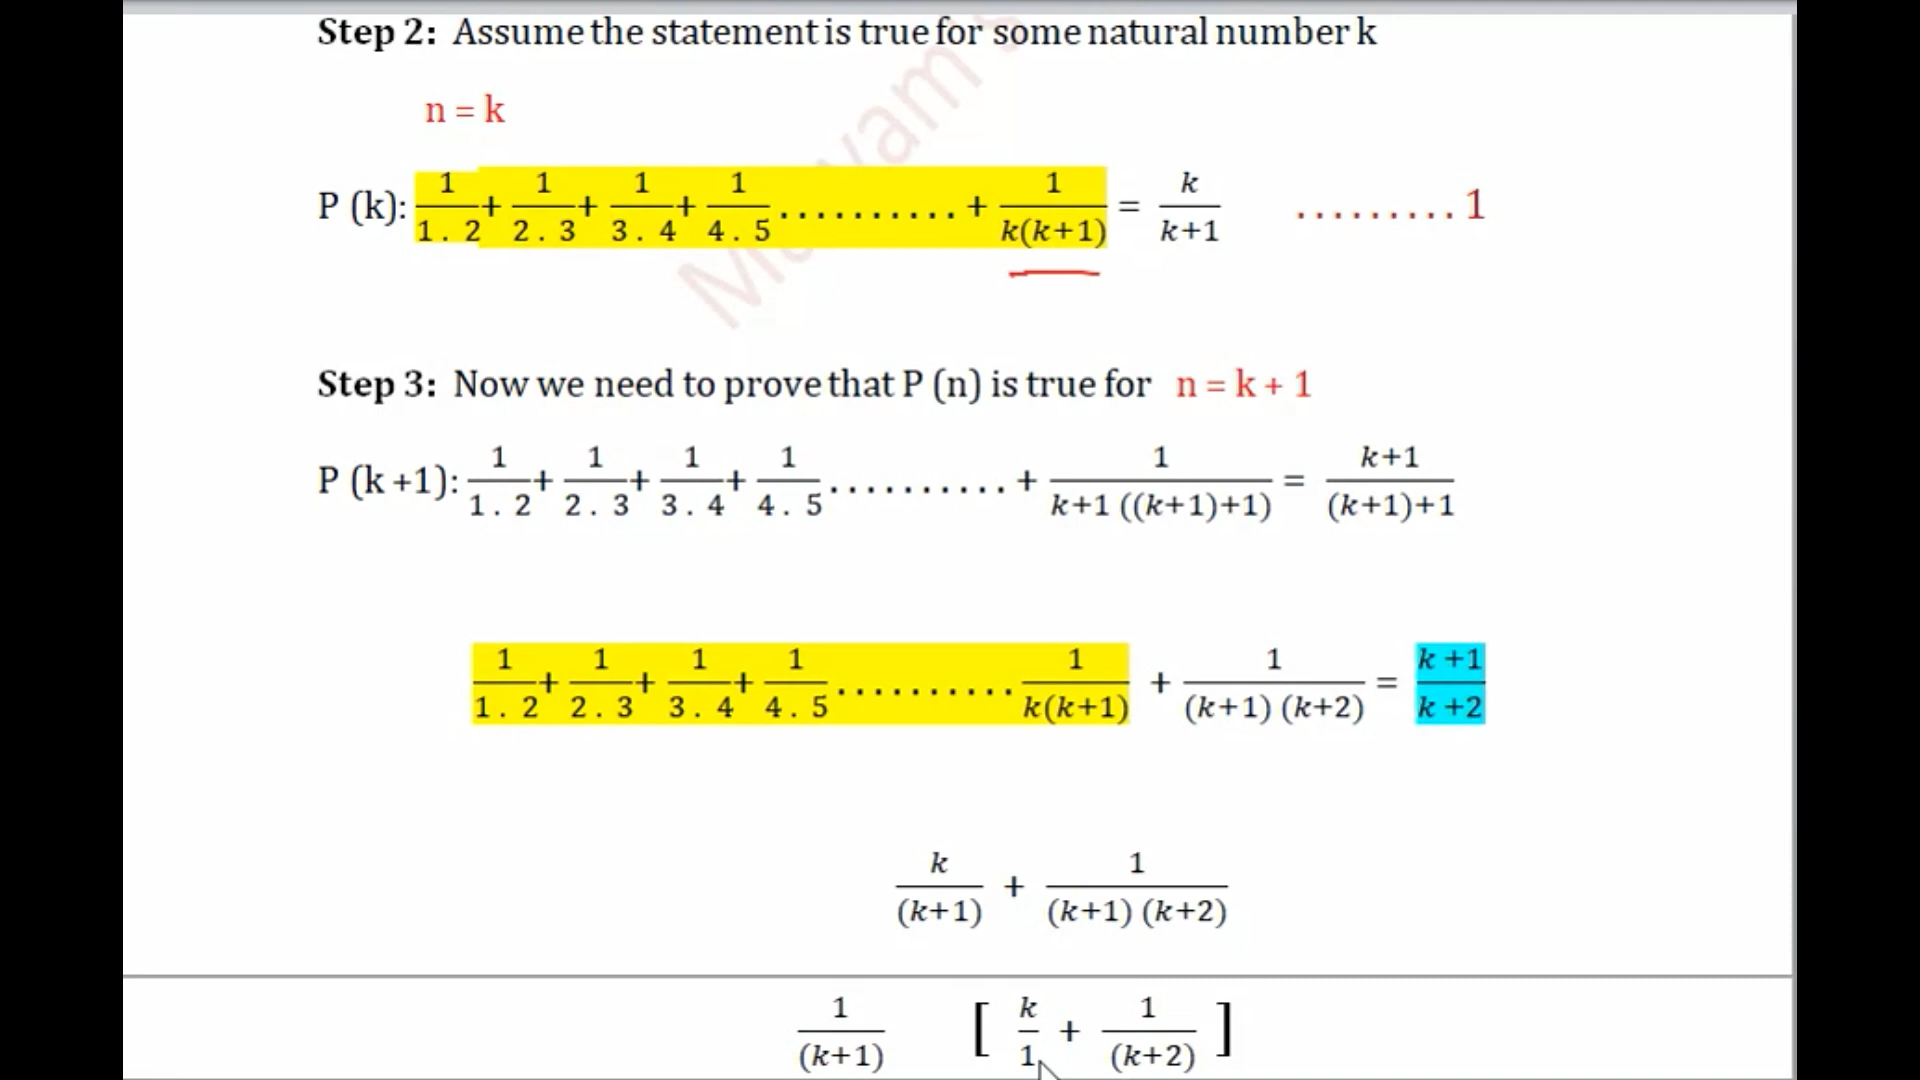 Step 2: Assume the statement is true for some natural number k
n = k
P (k): 1/1 . 2 + 1/2 . 3 + 1/3 . 4 + 1/4 . 5 .......... + 1/k(k+1) = k/k+1 ......... 1
Step 3: Now we need to prove that P (n) is true for n = k + 1
P (k +1): 1/1 . 2 + 1/2 . 3 + 1/3 . 4 + 1/4 . 5 .......... + 1/k+1 ((k+1)+1) = k+1/(k+1)+1
1/1 . 2 + 1/2 . 3 + 1/3 . 4 + 1/4 . 5 .......... 1/k(k+1) + 1/(k+1) (k+2) = k +1/k +2
k/(k+1) + 1/(k+1) (k+2)
1/(k+1) [ k/1 + 1/(k+2) ]